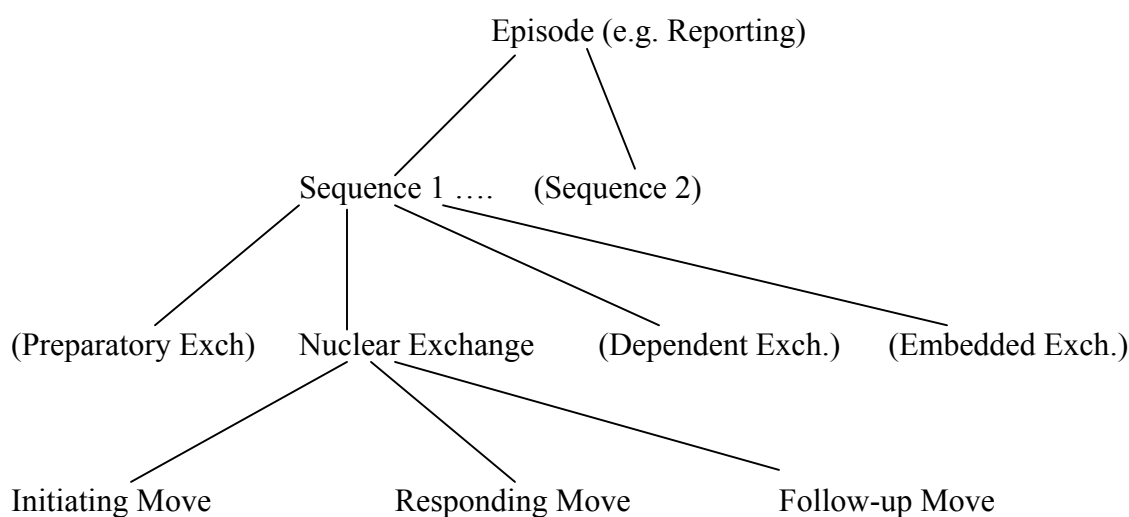 Episode (e.g. Reporting)
Sequence 1 …. (Sequence 2)
(Preparatory Exch) Nuclear Exchange (Dependent Exch.) (Embedded Exch.)
Initiating Move Responding Move Follow-up Move